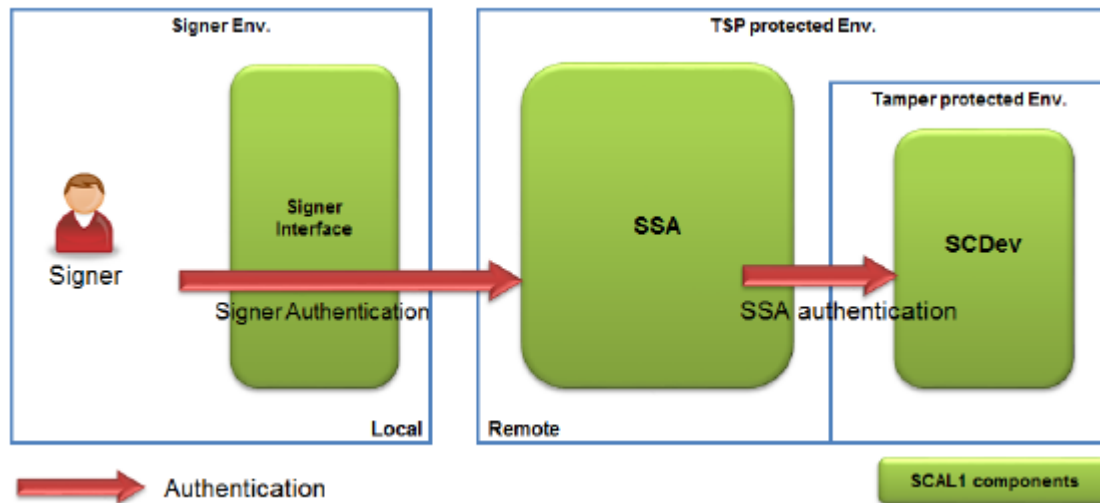 Signer Env.
TSP protected Env.
Tamper protected Env.
Signer
Interface
SSA
SCDev
Signer
Signer Authentication
SSA authentication
Local
Remote
Authentication
SCAL1 components